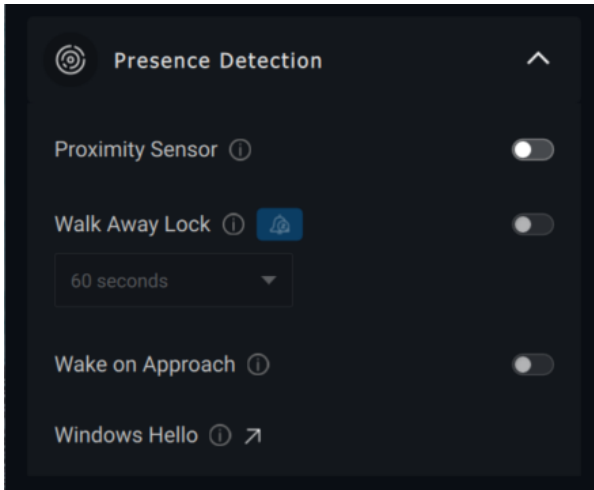 Presence Detection
Proximity Sensor
Walk Away Lock
60 seconds
Wake on Approach
Windows Hello